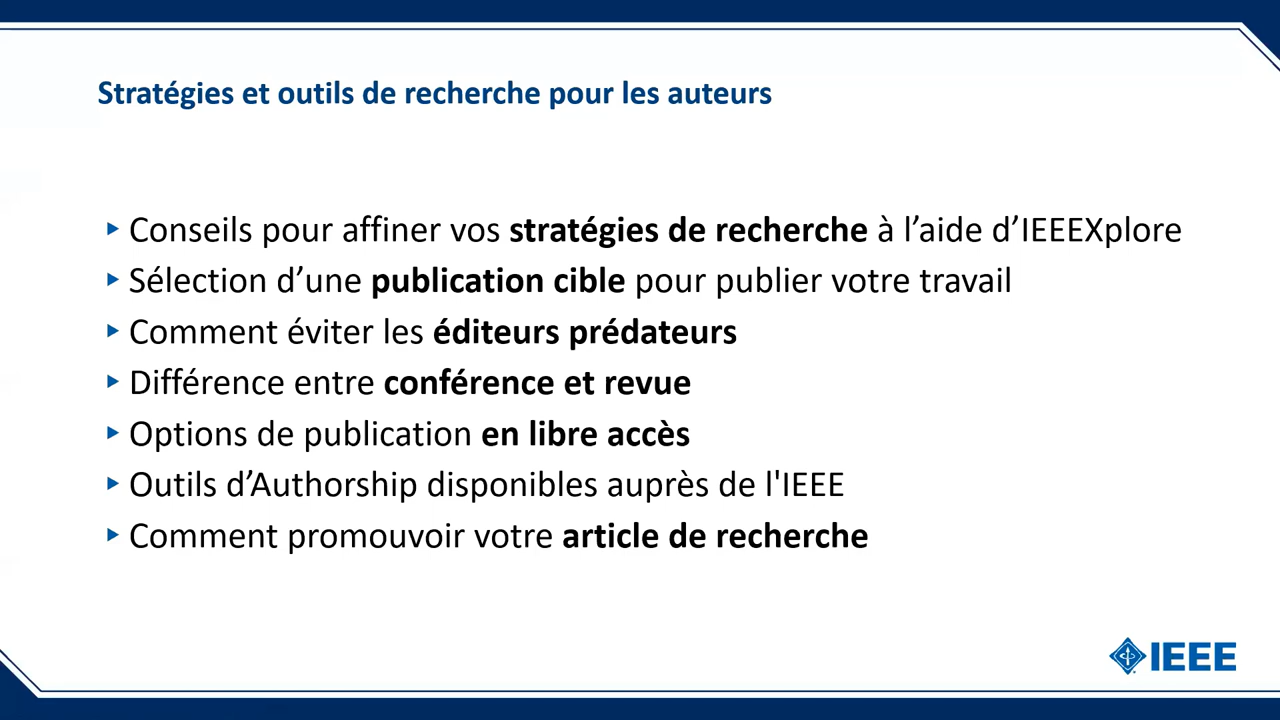 Stratégies et outils de recherche pour les auteurs
▸ Conseils pour affiner vos stratégies de recherche à l’aide d’IEEEXplore
▸ Sélection d’une publication cible pour publier votre travail
▸ Comment éviter les éditeurs prédateurs
▸ Différence entre conférence et revue
▸ Options de publication en libre accès
▸ Outils d’Authorship disponibles auprès de l'IEEE
▸ Comment promouvoir votre article de recherche
IEEE